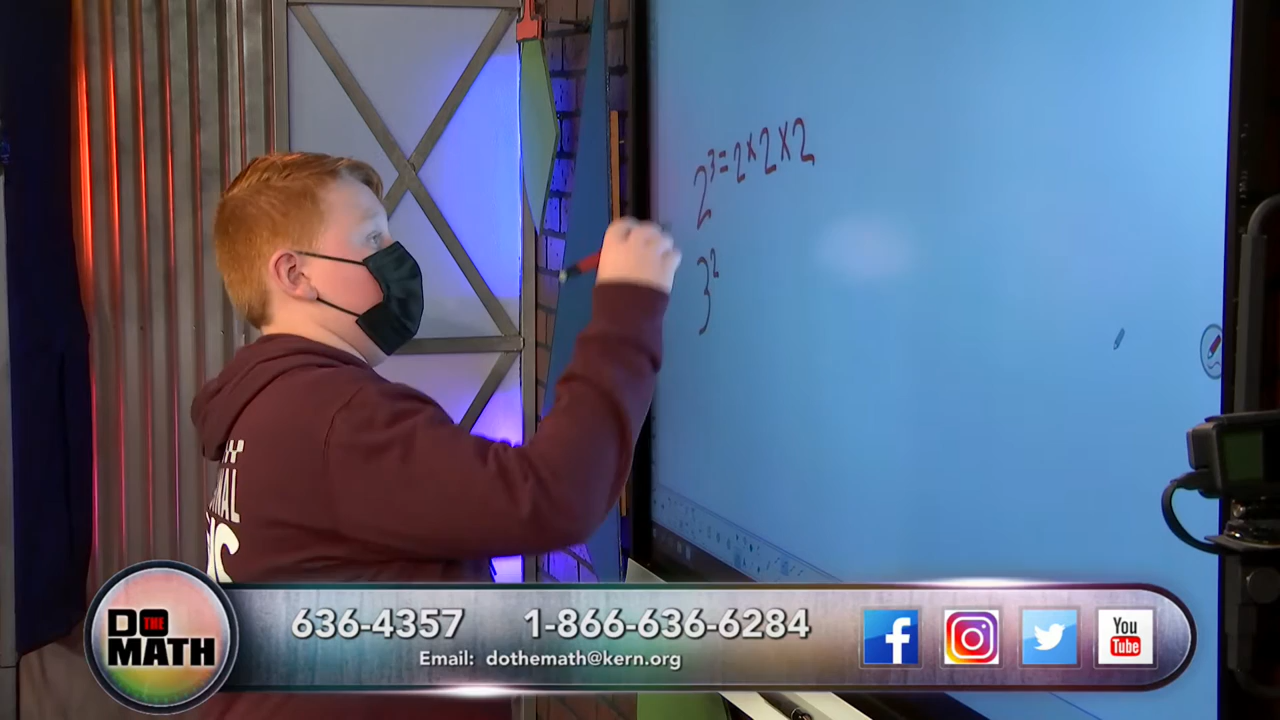 2³=2×2×2
3²
NAL
DO THE
MATH
636-4357 1-866-636-6284
Email: dothemath@kern.org
You
Tube